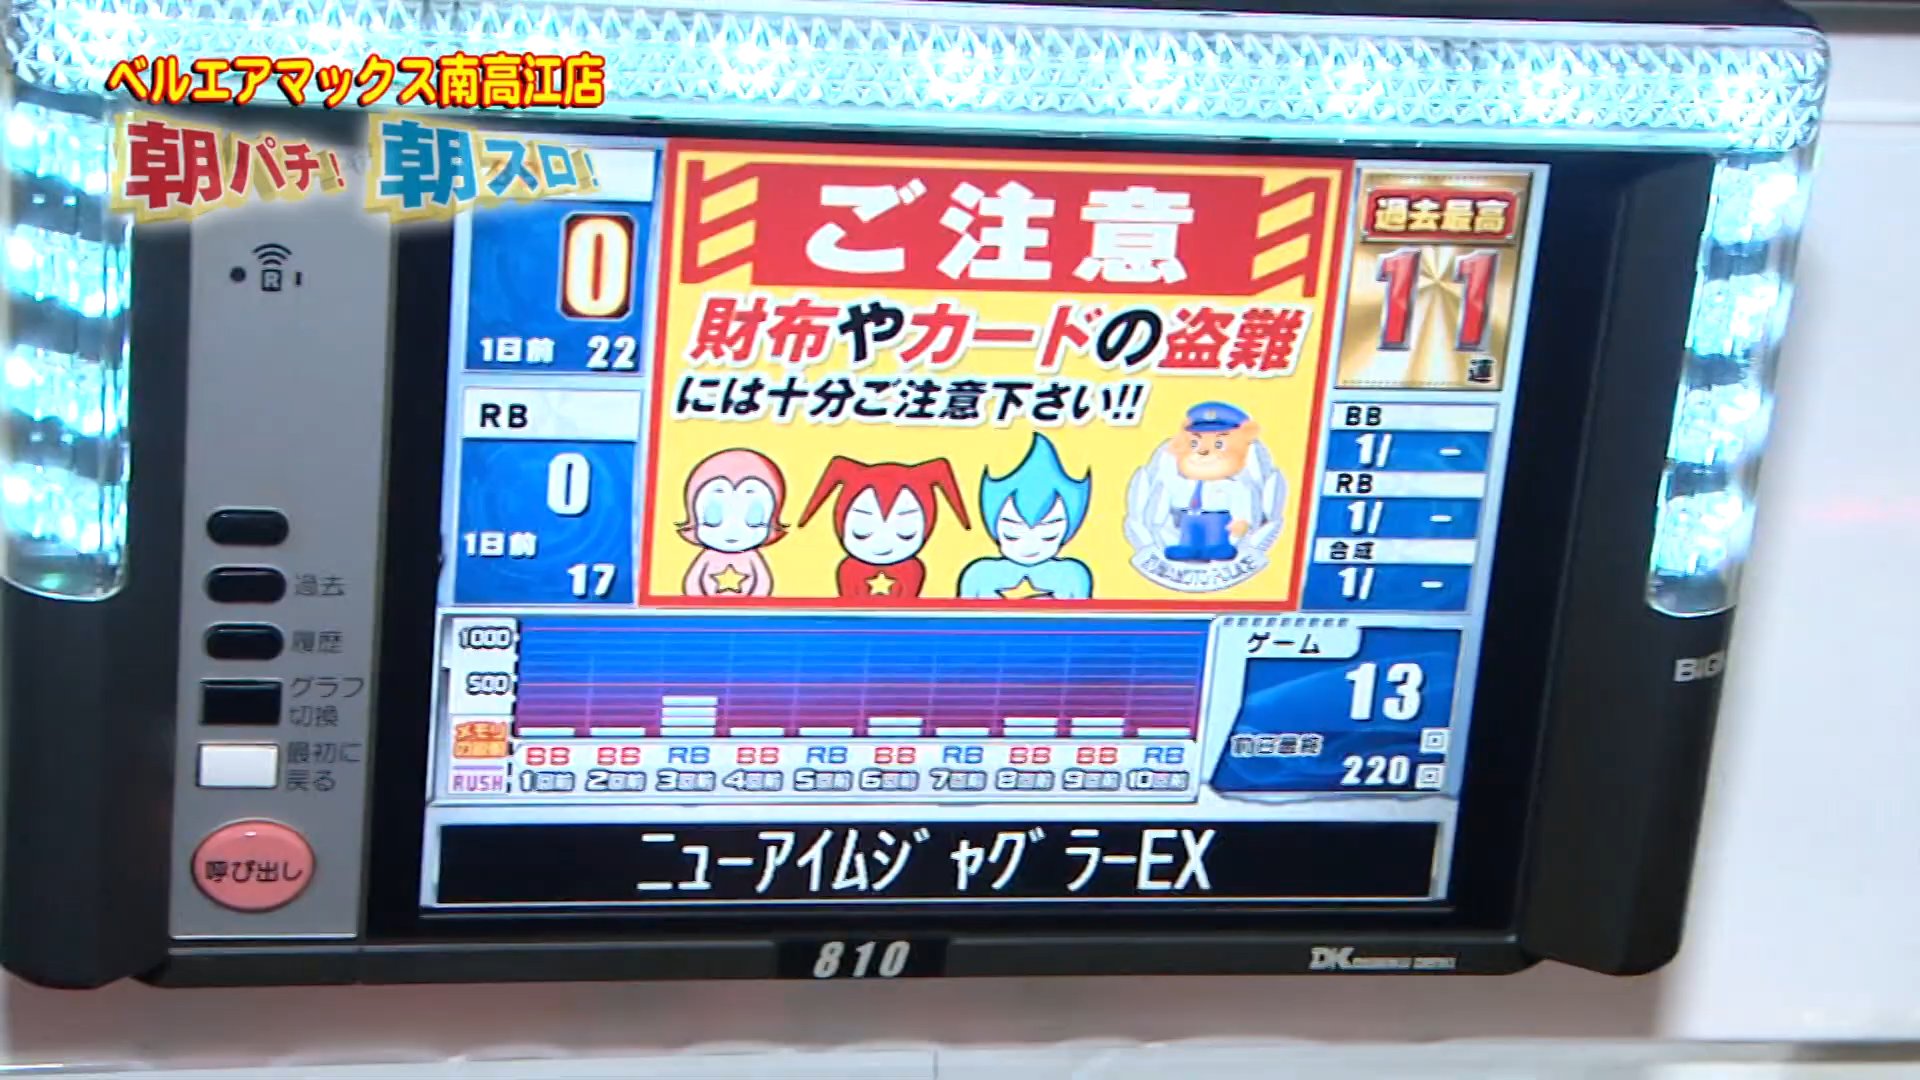 ベルエアマックス南高江店
朝パチ! 朝スロ!
0
1日前 22
RB
0
1日前
17
ご注意
財布やカードの盗難
には十分ご注意下さい!!
過去最高
11
連
BB
1/ -
RB
1/ -
合成
1/ -
1000
500
RUSH
BB BB RB BB RB BB RB BB BB RB
1回前 2回前 3回前 4回前 5回前 6回前 7回前 8回前 9回前 10回前
ゲーム
13
回
前日最終
220回
ニューアイムジャグラーEX
R
過去
履歴
グラフ
切換
最初に
戻る
呼び出し
810
DK